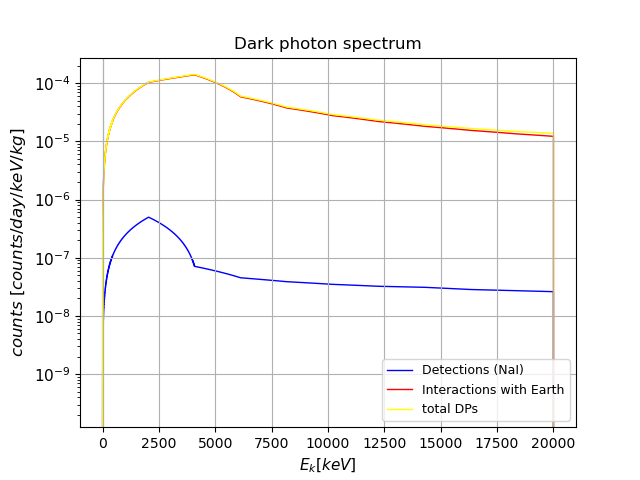 Dark photon spectrum
counts [counts/day/keV/kg]
10⁻⁴
10⁻⁵
10⁻⁶
10⁻⁷
10⁻⁸
10⁻⁹
Detections (NaI)
Interactions with Earth
total DPs
0 2500 5000 7500 10000 12500 15000 17500 20000
Eₖ[keV]